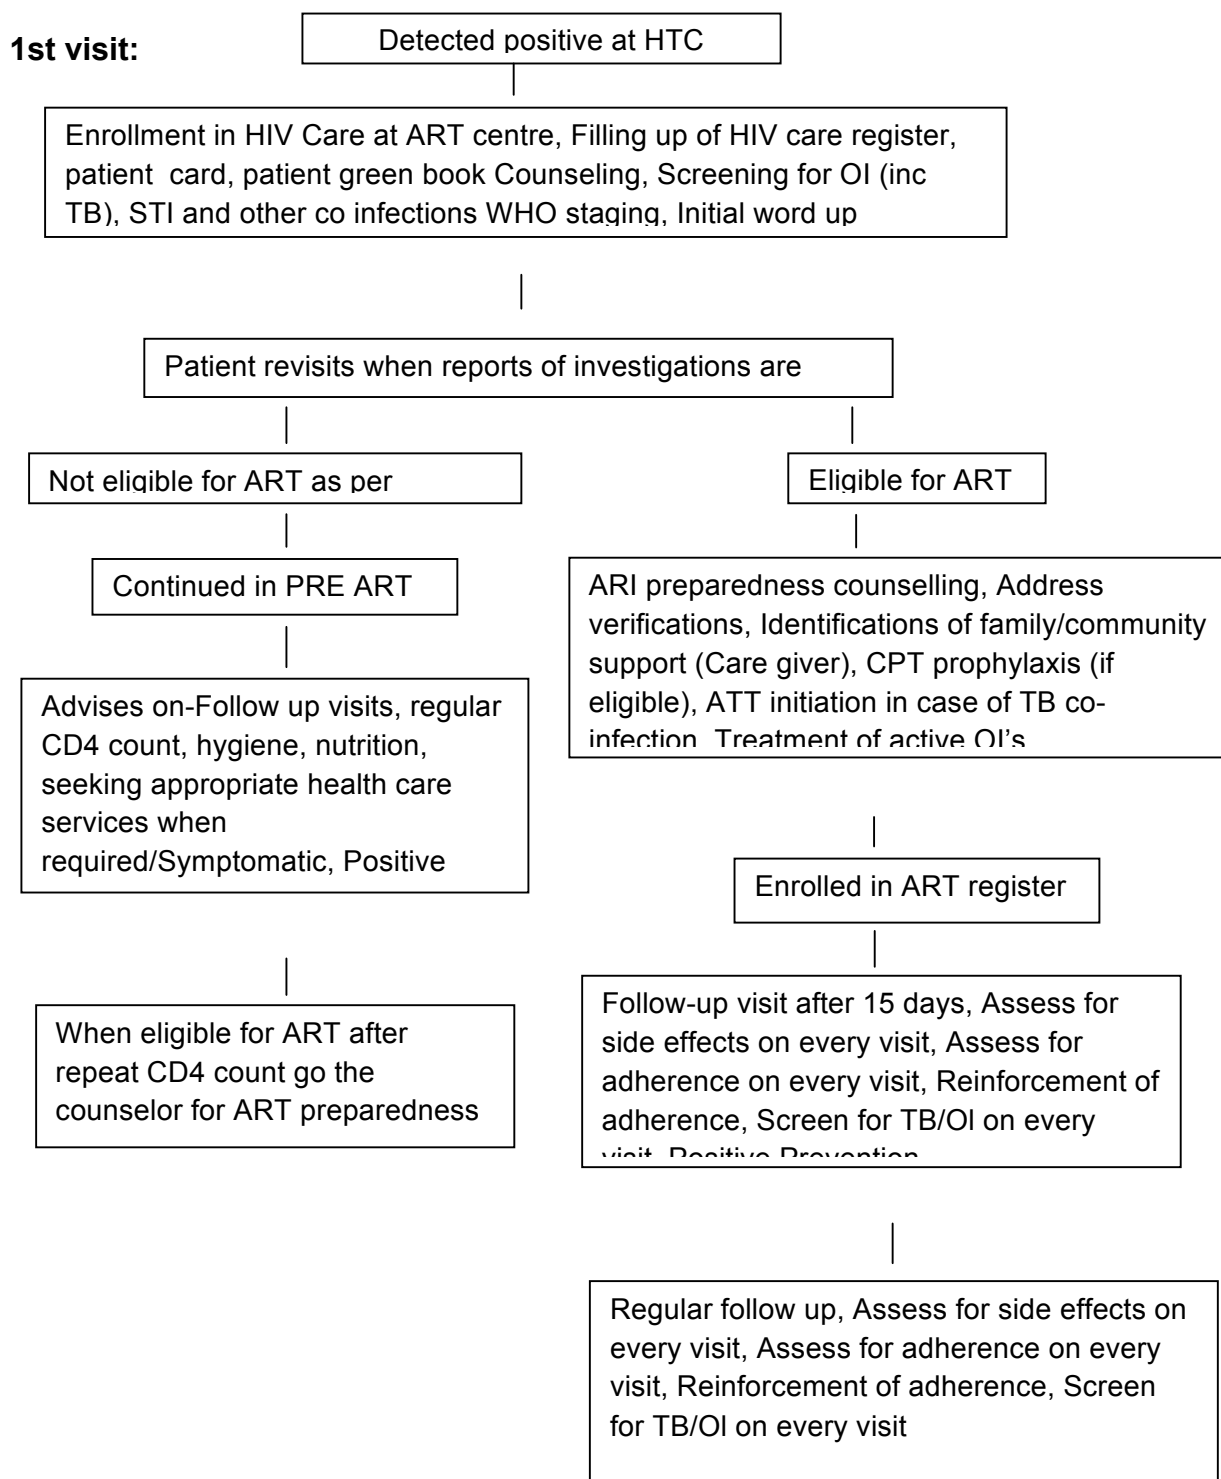 1st visit:
Detected positive at HTC
Enrollment in HIV Care at ART centre, Filling up of HIV care register,
patient card, patient green book Counseling, Screening for OI (inc
TB), STI and other co infections WHO staging, Initial word up
Patient revisits when reports of investigations are
Not eligible for ART as per
Eligible for ART
Continued in PRE ART
ARI preparedness counselling, Address
verifications, Identifications of family/community
support (Care giver), CPT prophylaxis (if
eligible), ATT initiation in case of TB co-
infection, Treatment of active OI's
Advises on-Follow up visits, regular
CD4 count, hygiene, nutrition,
seeking appropriate health care
services when
required/Symptomatic, Positive
Enrolled in ART register
When eligible for ART after
repeat CD4 count go the
counselor for ART preparedness
Follow-up visit after 15 days, Assess for
side effects on every visit, Assess for
adherence on every visit, Reinforcement of
adherence, Screen for TB/OI on every
visit, Positive Prevention
Regular follow up, Assess for side effects on
every visit, Assess for adherence on every
visit, Reinforcement of adherence, Screen
for TB/OI on every visit